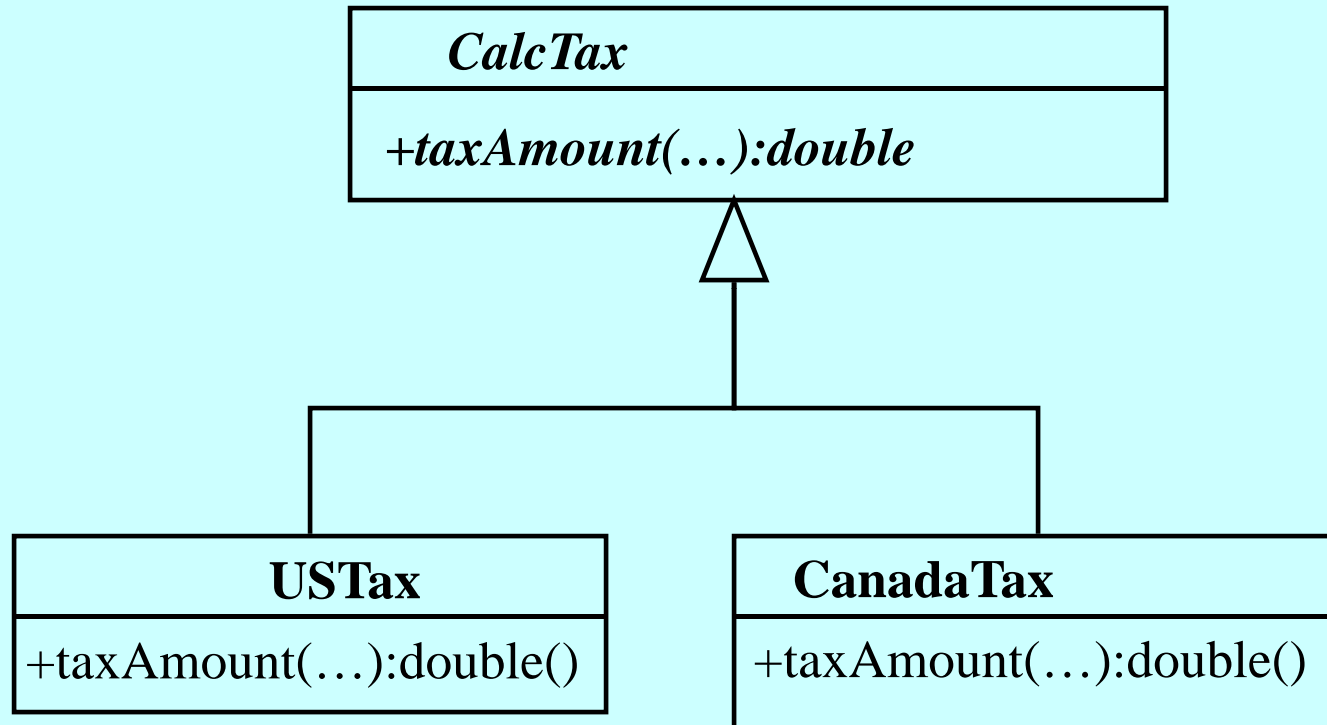 CalcTax
+taxAmount(…):double
USTax
+taxAmount(…):double()
CanadaTax
+taxAmount(…):double()